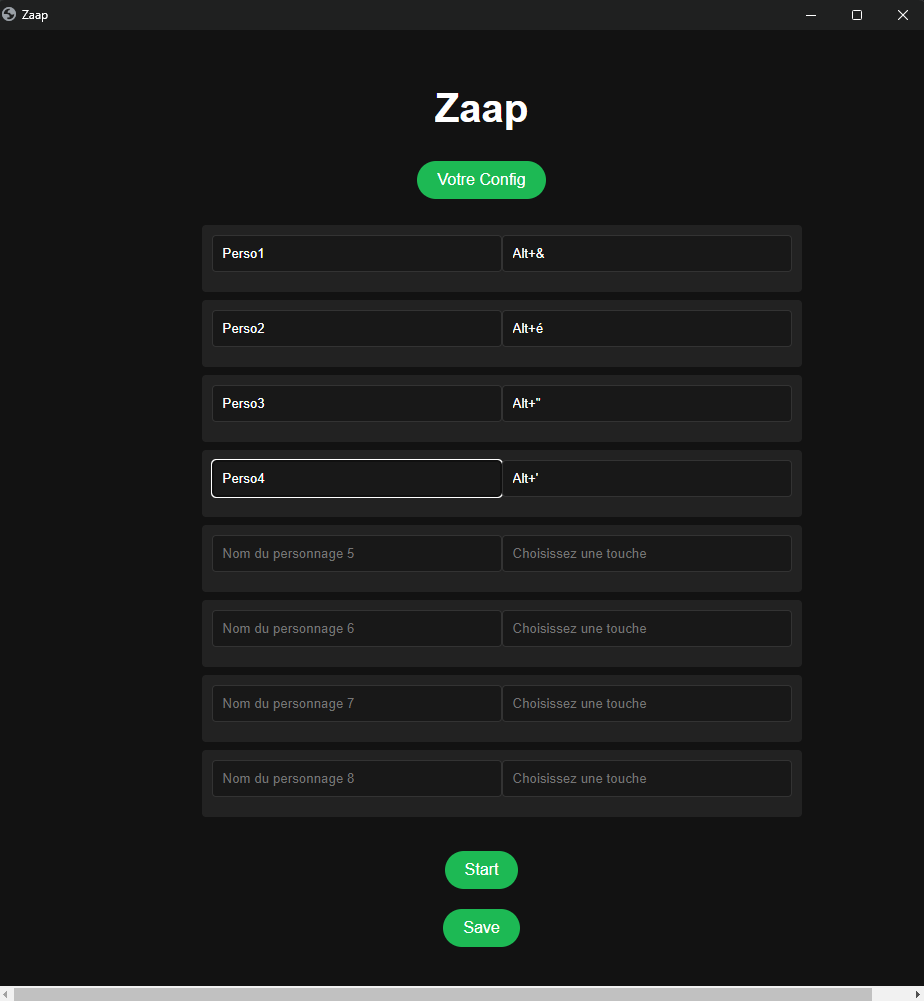 Zaap
Zaap
Votre Config
Perso1 Alt+&
Perso2 Alt+é
Perso3 Alt+"
Perso4 Alt+'
Nom du personnage 5 Choisissez une touche
Nom du personnage 6 Choisissez une touche
Nom du personnage 7 Choisissez une touche
Nom du personnage 8 Choisissez une touche
Start
Save